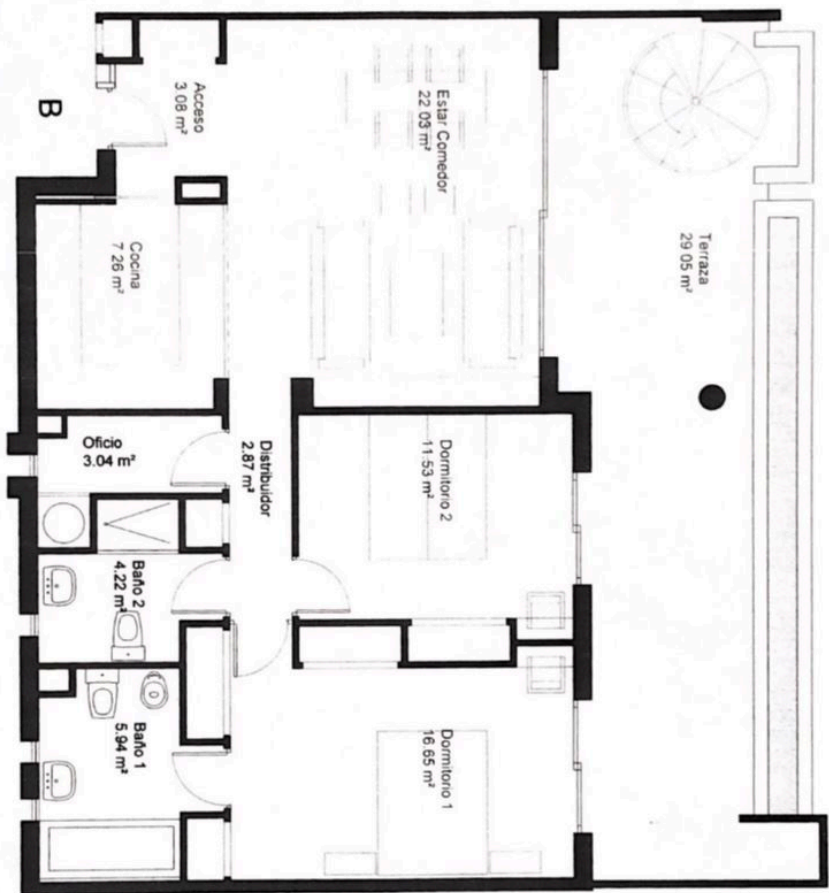 B
Acceso
3.08 m²
Estar Comedor
22.03 m²
Terraza
29.05 m²
Cocina
7.26 m²
Oficio
3.04 m²
Distribuidor
2.87 m²
Dormitorio 2
11.53 m²
Baño 2
4.22 m²
Baño 1
5.94 m²
Dormitorio 1
16.65 m²